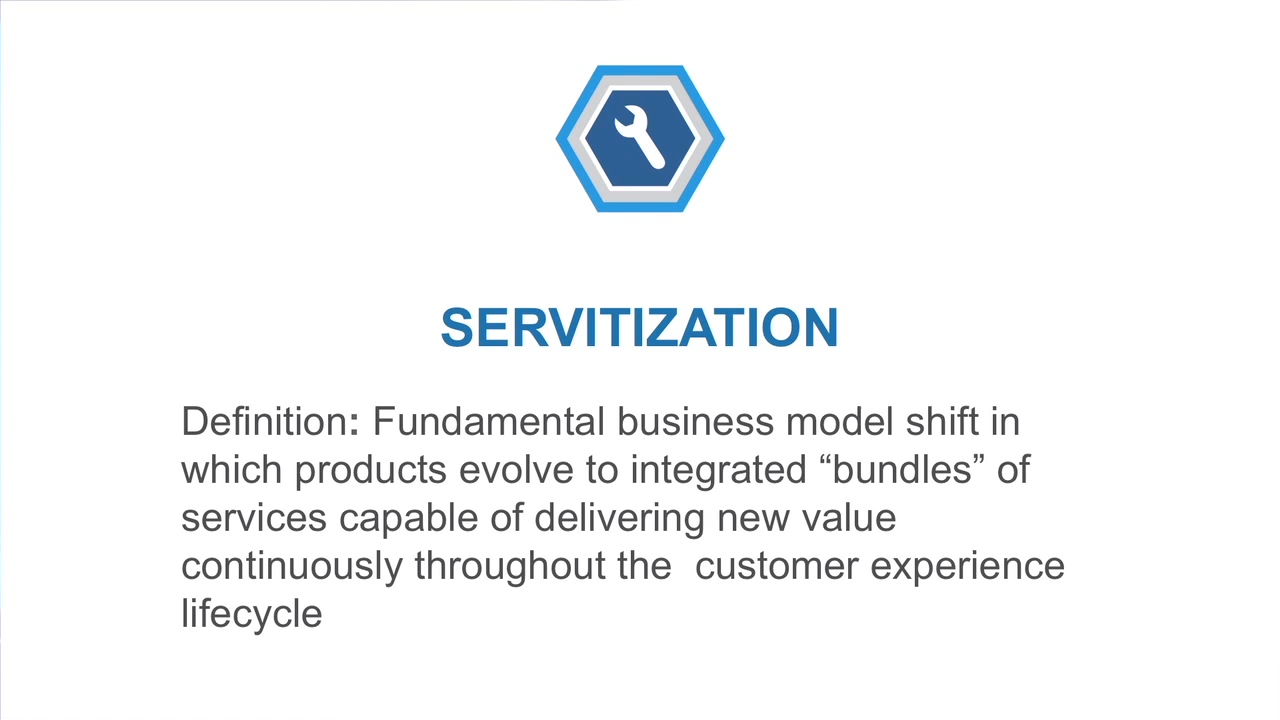 SERVITIZATION
Definition: Fundamental business model shift in
which products evolve to integrated “bundles” of
services capable of delivering new value
continuously throughout the  customer experience
lifecycle